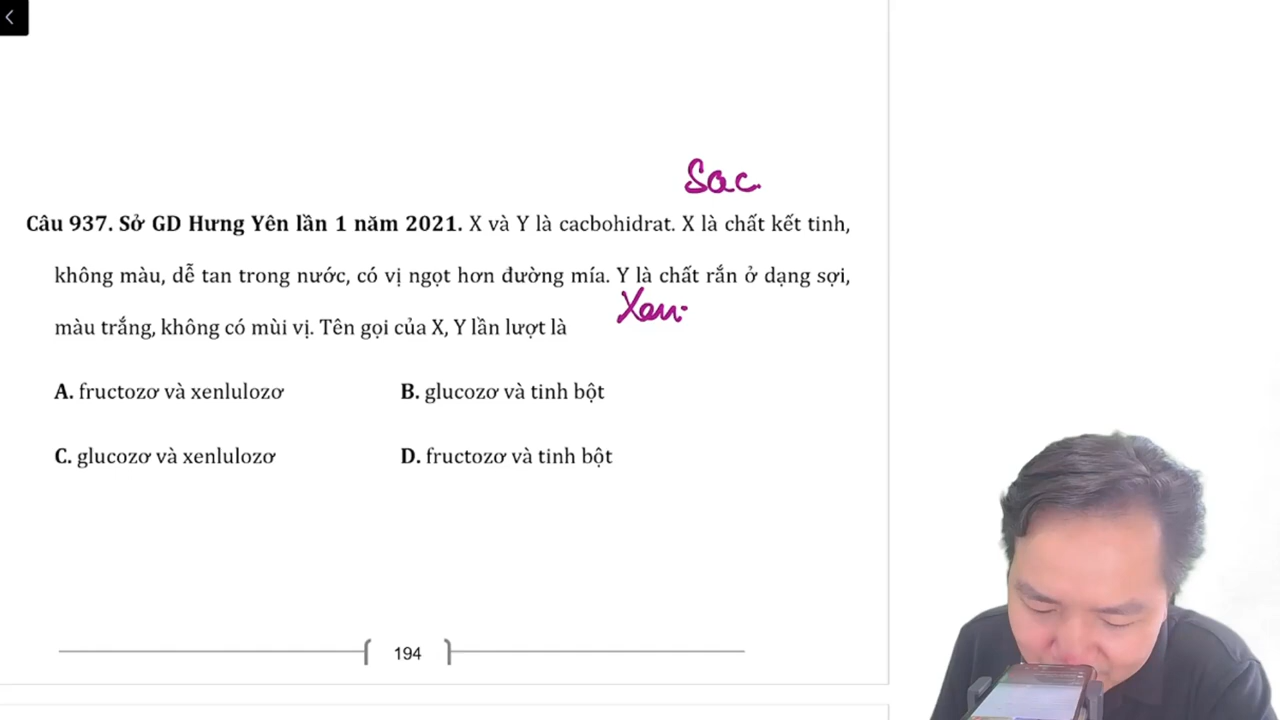 Sac.
Câu 937. Sở GD Hưng Yên lần 1 năm 2021. X và Y là cacbohidrat. X là chất kết tinh,
không màu, dễ tan trong nước, có vị ngọt hơn đường mía. Y là chất rắn ở dạng sợi,
Xen.
màu trắng, không có mùi vị. Tên gọi của X, Y lần lượt là
A. fructozơ và xenlulozơ
B. glucozơ và tinh bột
C. glucozơ và xenlulozơ
D. fructozơ và tinh bột
194